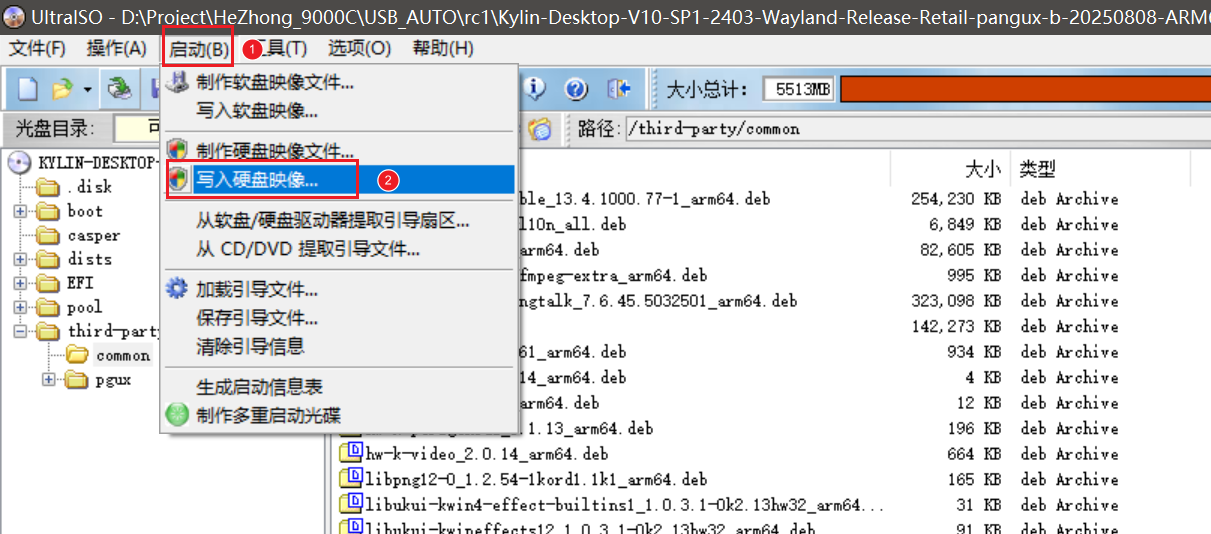 UltraISO - D:\Project\HeZhong_9000C\USB_AUTO\rc1\Kylin-Desktop-V10-SP1-2403-Wayland-Release-Retail-pangux-b-20250808-ARM
文件(F) 操作(A) 启动(B) 1 具(T) 选项(O) 帮助(H)
大小总计: 5513MB
光盘目录: 可
路径: /third-party/common
制作软盘映像文件...
写入软盘映像...
制作硬盘映像文件...
写入硬盘映像... 2
从软盘/硬盘驱动器提取引导扇区...
从 CD/DVD 提取引导文件...
加载引导文件...
保存引导文件...
清除引导信息
生成启动信息表
制作多重启动光碟
KYLIN-DESKTOP-
.disk
boot
casper
dists
EFI
pool
third-party
common
pgux
大小 类型
ble_13.4.1000.77-1_arm64.deb 254,230 KB deb Archive
l10n_all.deb 6,849 KB deb Archive
arm64.deb 82,605 KB deb Archive
fmpeg-extra_arm64.deb 995 KB deb Archive
ngtalk_7.6.45.5032501_arm64.deb 323,098 KB deb Archive
142,273 KB deb Archive
61_arm64.deb 934 KB deb Archive
14_arm64.deb 4 KB deb Archive
arm64.deb 12 KB deb Archive
1.13_arm64.deb 196 KB deb Archive
hw-k-video_2.0.14_arm64.deb 664 KB deb Archive
libpng12-0_1.2.54-1kord1.1k1_arm64.deb 165 KB deb Archive
libukui-kwin4-effect-builtins1_1.0.3.1-0k2.13hw32_arm64... 31 KB deb Archive
libukui-kwineffects12_1.0.3.1-0k2.13hw32_arm64.deb 91 KB deb Archive